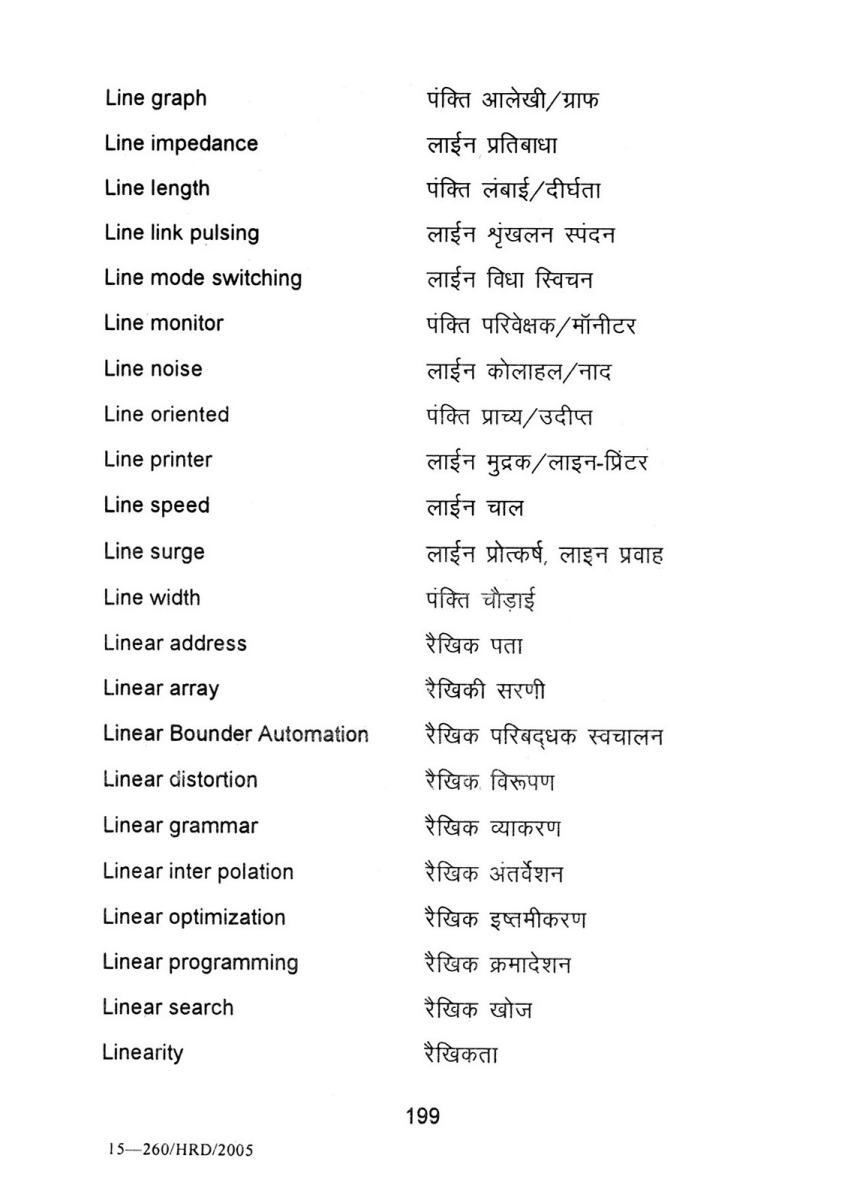 Line graph पंक्ति आलेखी/ग्राफ
Line impedance लाईन प्रतिबाधा
Line length पंक्ति लंबाई/दीर्घता
Line link pulsing लाईन शृंखलन स्पंदन
Line mode switching लाईन विधा स्विचन
Line monitor पंक्ति परिवेक्षक/मॉनीटर
Line noise लाईन कोलाहल/नाद
Line oriented पंक्ति प्राच्य/उदीप्त
Line printer लाईन मुद्रक/लाइन-प्रिंटर
Line speed लाईन चाल
Line surge लाईन प्रोत्कर्ष, लाइन प्रवाह
Line width पंक्ति चौड़ाई
Linear address रैखिक पता
Linear array रैखिकी सरणी
Linear Bounder Automation रैखिक परिबद्धक स्वचालन
Linear distortion रैखिक विरूपण
Linear grammar रैखिक व्याकरण
Linear inter polation रैखिक अंतर्वेशन
Linear optimization रैखिक इष्तमीकरण
Linear programming रैखिक क्रमादेशन
Linear search रैखिक खोज
Linearity रैखिकता
199
15—260/HRD/2005